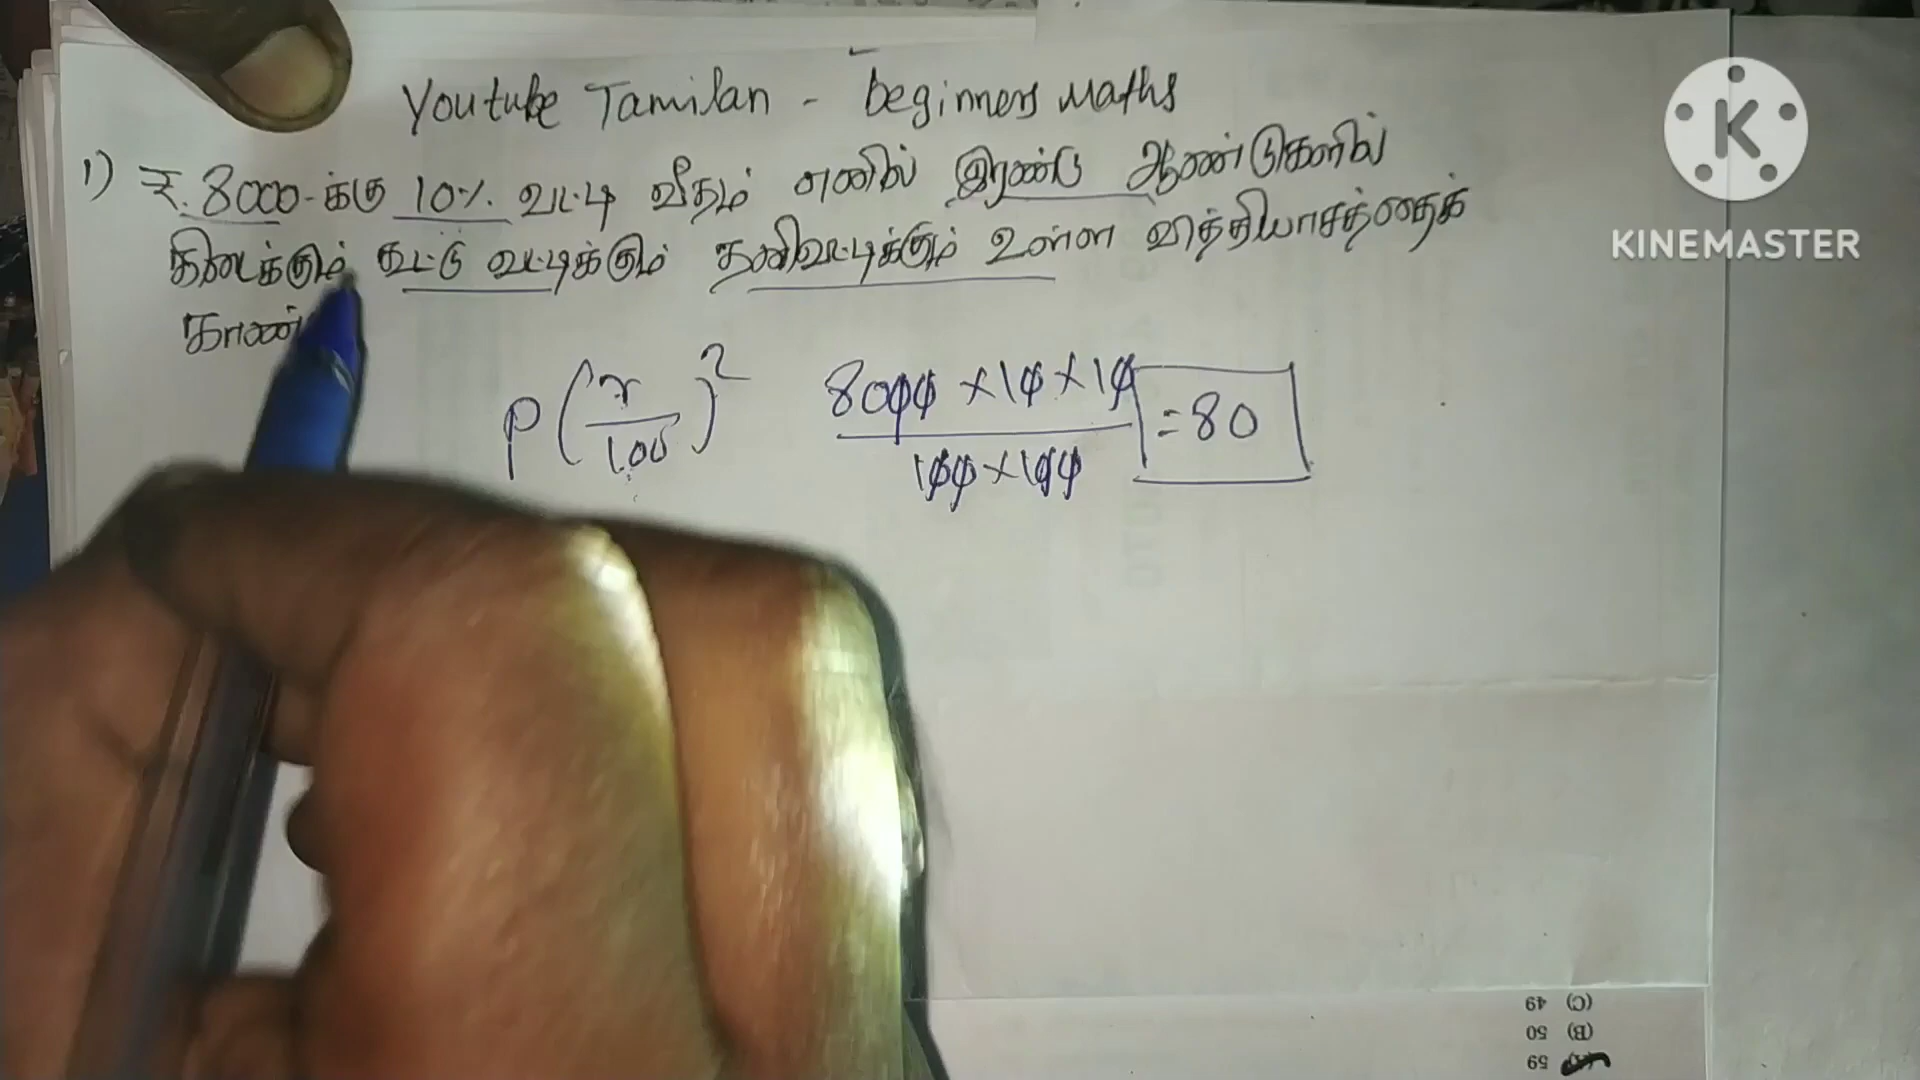 Youtube Tamilan - beginners Maths
1) ₹. 8000-க்கு 10% வட்டி வீதம் எனில் இரண்டு ஆண்டுகளில்
கிடைக்கும் கூட்டு வட்டிக்கும் தனிவட்டிக்கும் உள்ள வித்தியாசத்தைக்
காண்
P(r/100)² 8000×10×10/100×100 =80
K
KINEMASTER
(C) 49
(B) 50
59